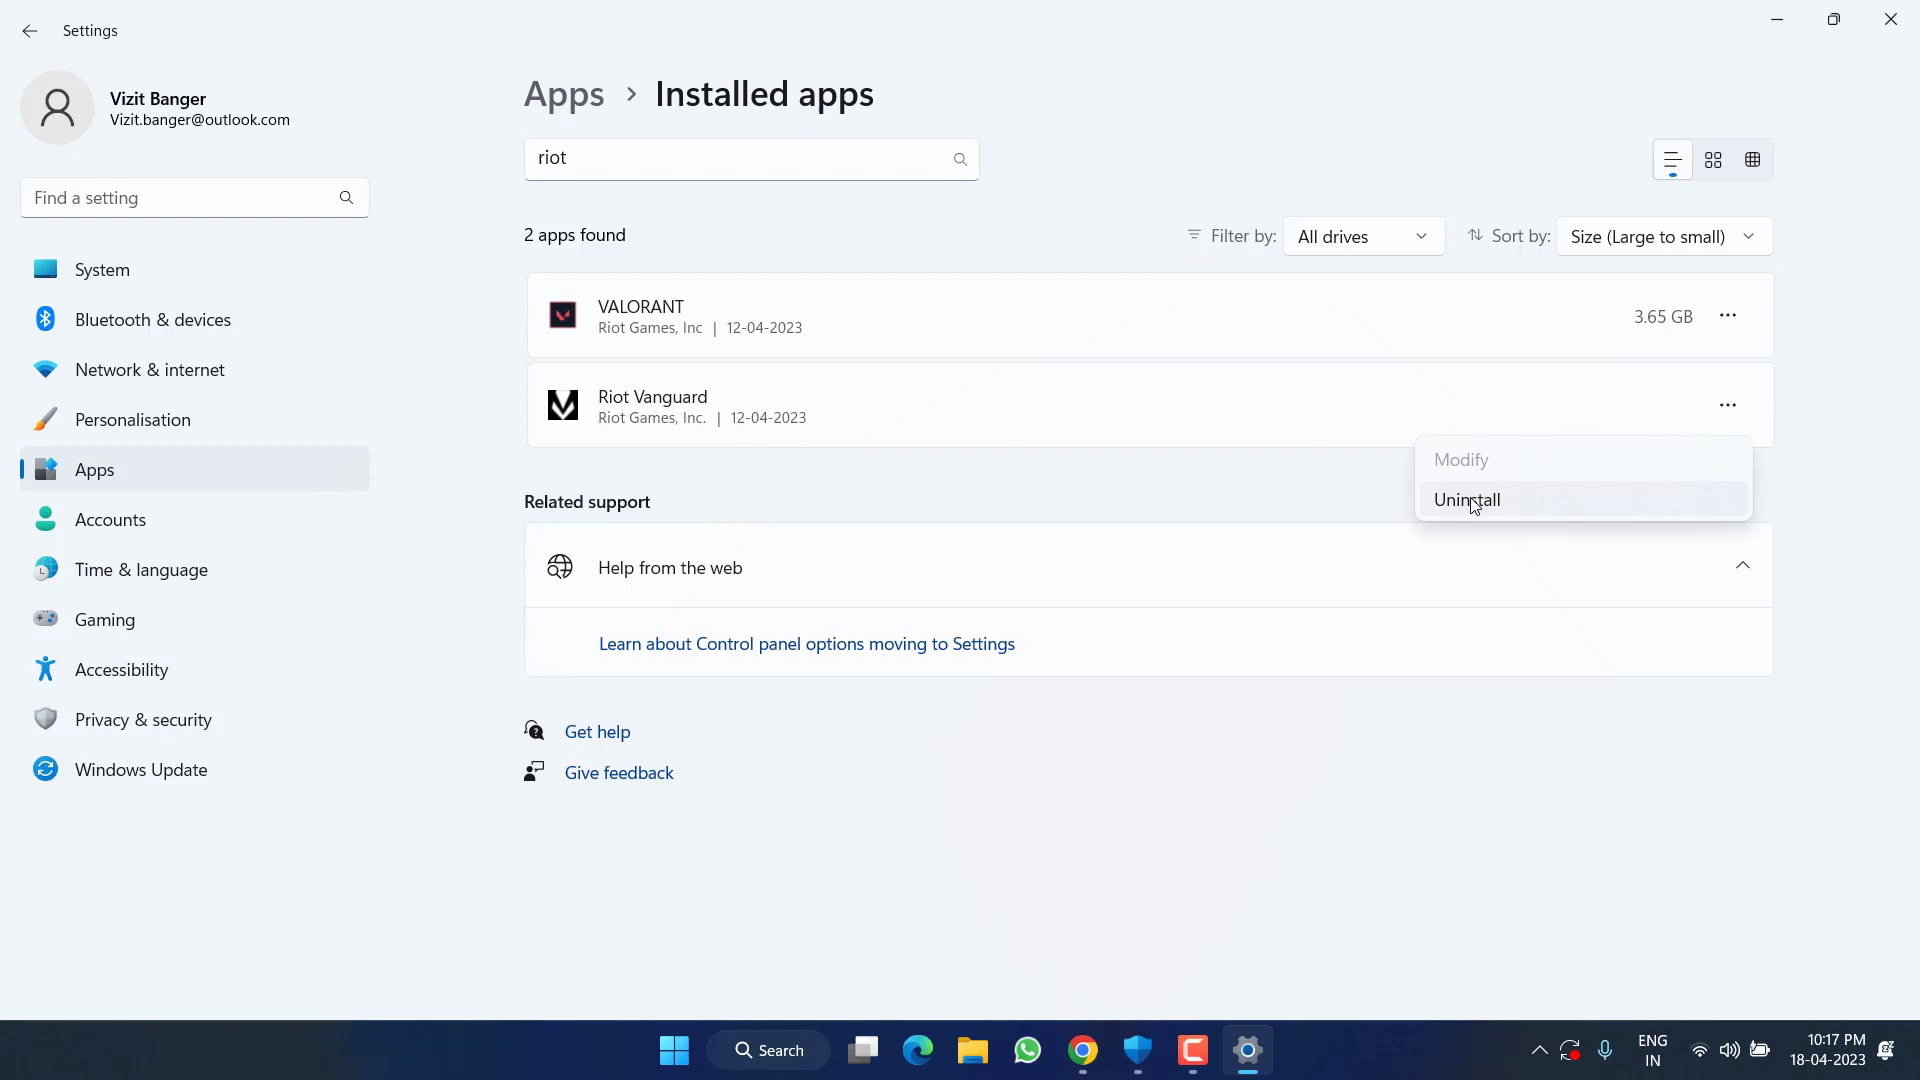 Settings
Vizit Banger
Vizit.banger@outlook.com
Find a setting
System
Bluetooth & devices
Network & internet
Personalisation
Apps
Accounts
Time & language
Gaming
Accessibility
Privacy & security
Windows Update
Apps > Installed apps
riot
2 apps found
Filter by: All drives
Sort by: Size (Large to small)
VALORANT
Riot Games, Inc | 12-04-2023
3.65 GB
Riot Vanguard
Riot Games, Inc. | 12-04-2023
Modify
Uninstall
Related support
Help from the web
Learn about Control panel options moving to Settings
Get help
Give feedback
Search
ENG
IN
10:17 PM
18-04-2023